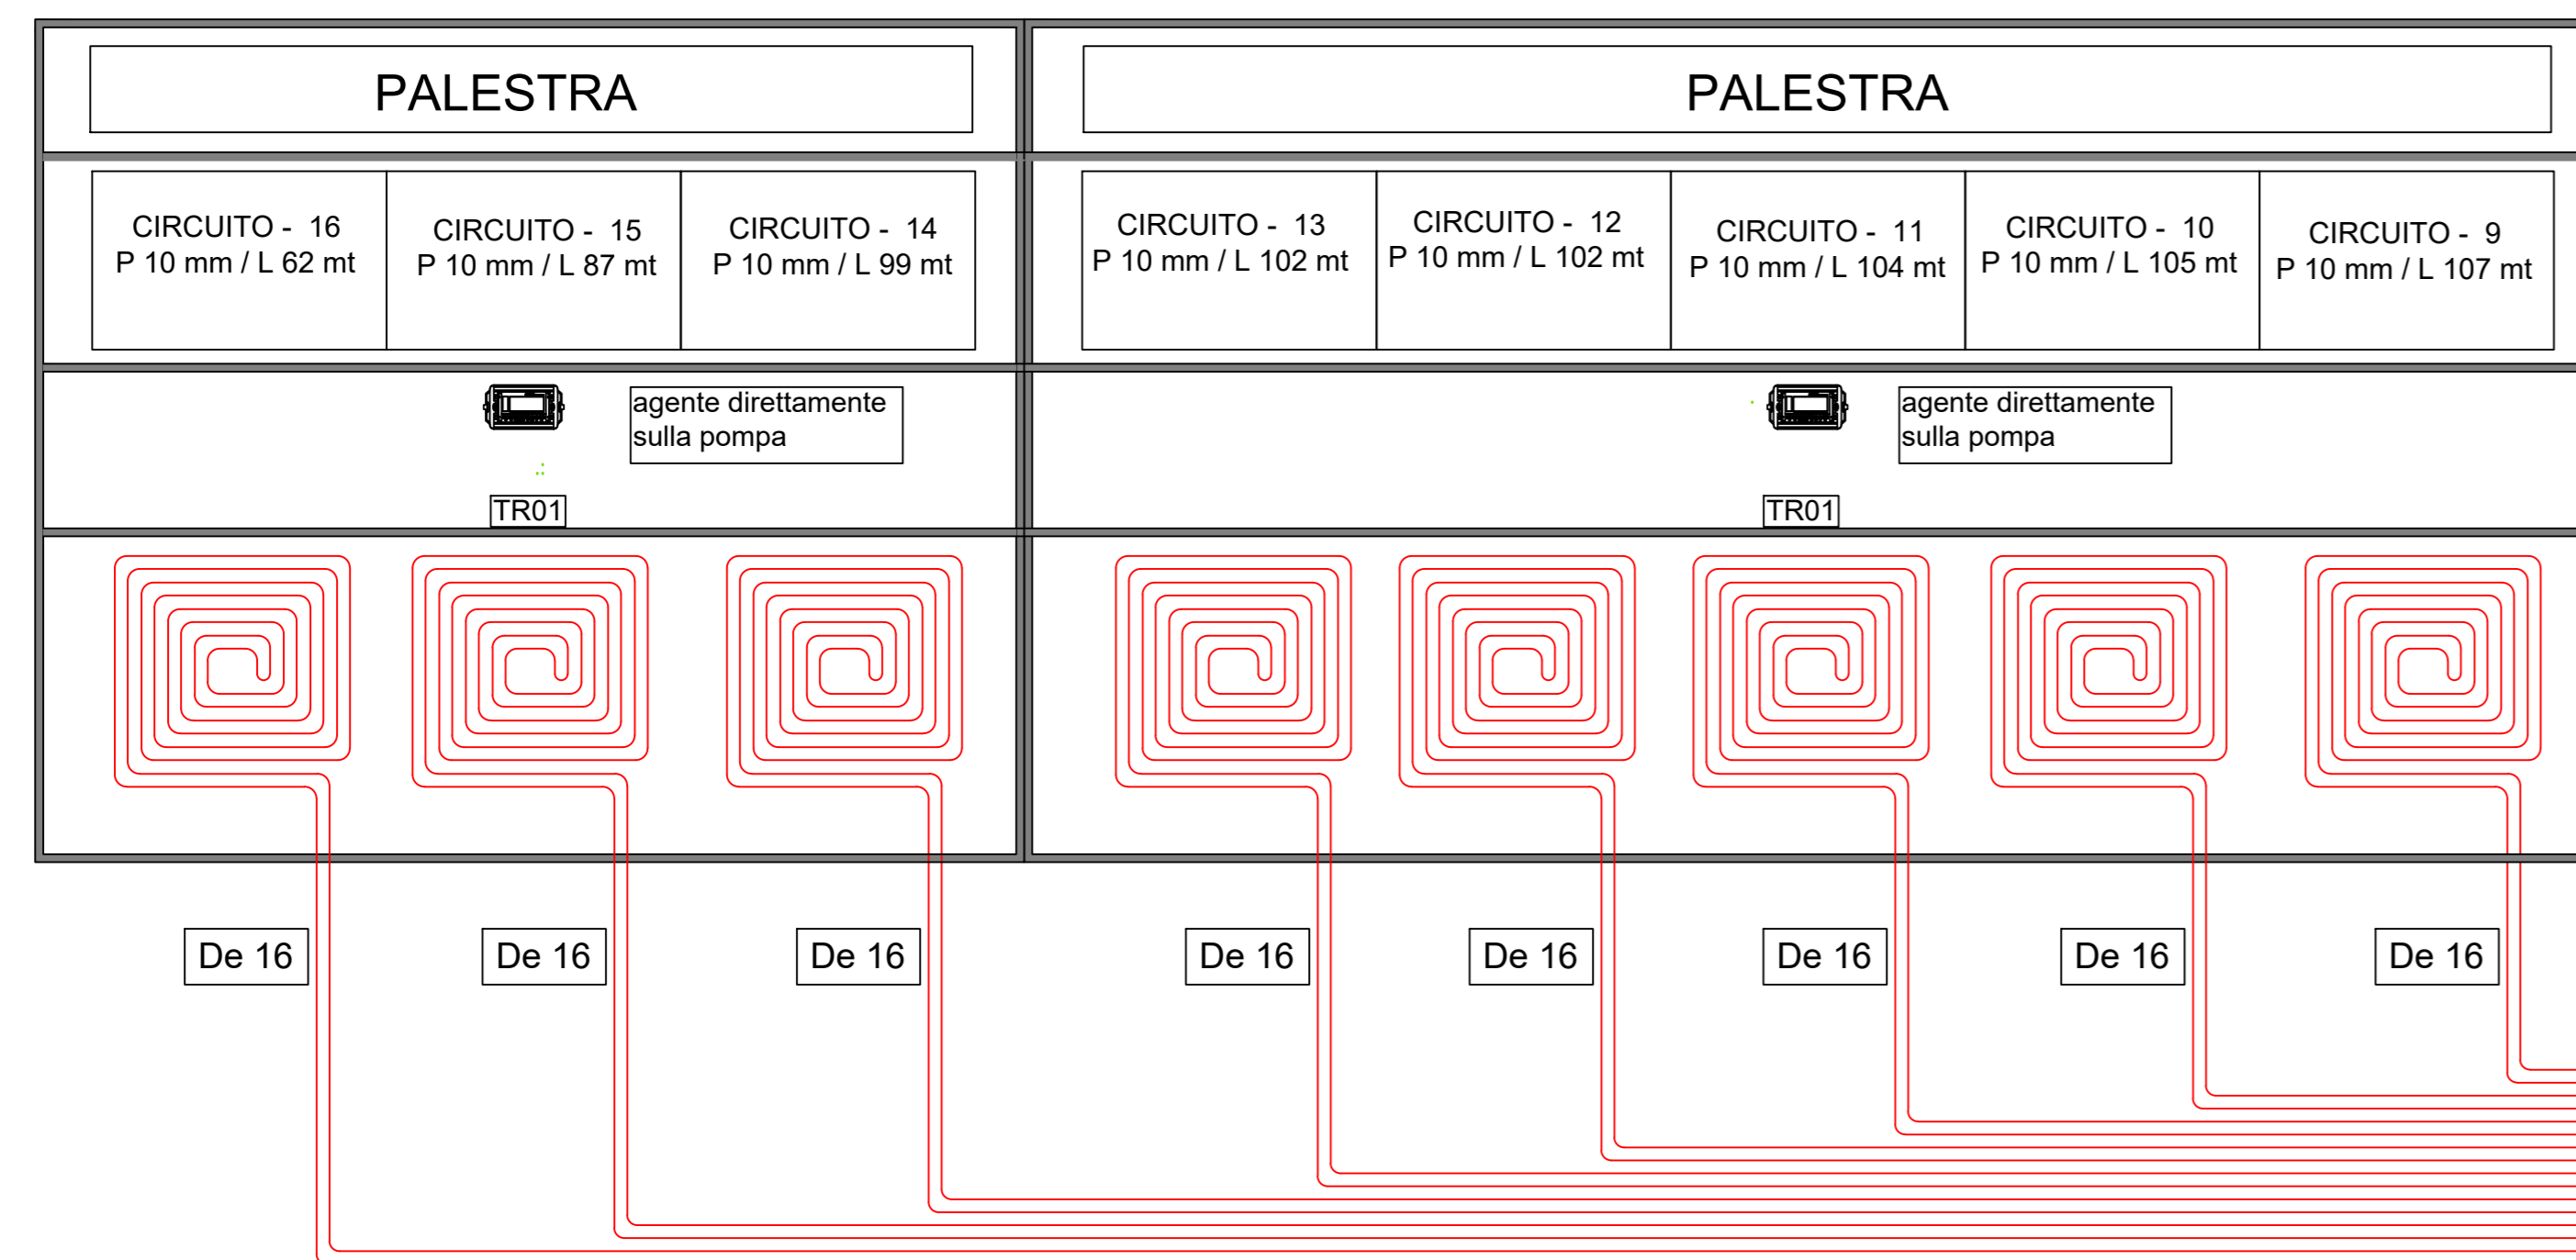 PALESTRA
PALESTRA
CIRCUITO - 16
P 10 mm / L 62 mt
CIRCUITO - 15
P 10 mm / L 87 mt
CIRCUITO - 14
P 10 mm / L 99 mt
CIRCUITO - 13
P 10 mm / L 102 mt
CIRCUITO - 12
P 10 mm / L 102 mt
CIRCUITO - 11
P 10 mm / L 104 mt
CIRCUITO - 10
P 10 mm / L 105 mt
CIRCUITO - 9
P 10 mm / L 107 mt
agente direttamente
sulla pompa
TR01
agente direttamente
sulla pompa
TR01
De 16
De 16
De 16
De 16
De 16
De 16
De 16
De 16